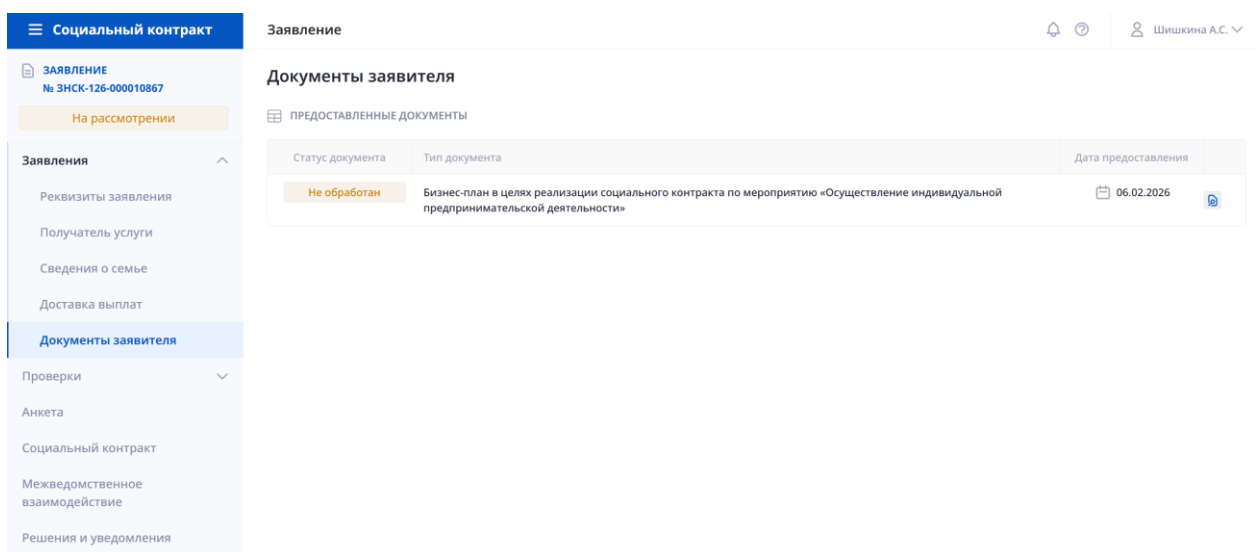 Социальный контракт
Заявление
Шишкина А.С.
ЗАЯВЛЕНИЕ
№ ЗНСК-126-000010867
На рассмотрении
Заявления
Реквизиты заявления
Получатель услуги
Сведения о семье
Доставка выплат
Документы заявителя
Проверки
Анкета
Социальный контракт
Межведомственное
взаимодействие
Решения и уведомления
Документы заявителя
ПРЕДОСТАВЛЕННЫЕ ДОКУМЕНТЫ
Статус документа
Тип документа
Дата предоставления
Не обработан
Бизнес-план в целях реализации социального контракта по мероприятию «Осуществление индивидуальной
предпринимательской деятельности»
06.02.2026